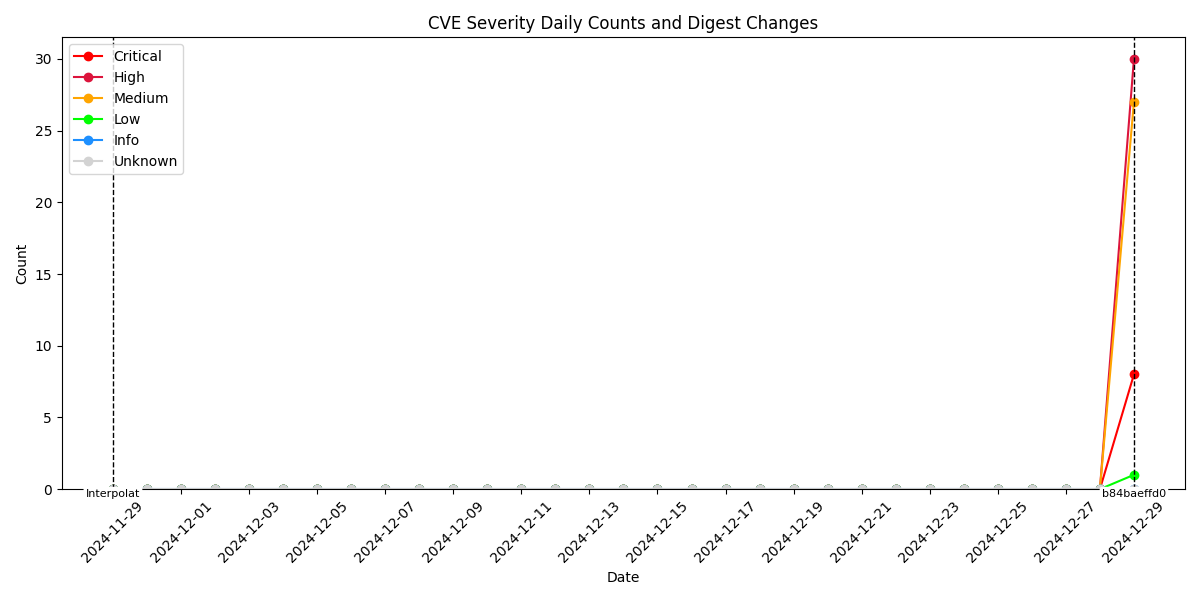 CVE Severity Daily Counts and Digest Changes
Critical
High
Medium
Low
Info
Unknown
Count
30
25
20
15
10
5
0
Interpolat
b84baeffd0
2024-11-29
2024-12-01
2024-12-03
2024-12-05
2024-12-07
2024-12-09
2024-12-11
2024-12-13
2024-12-15
2024-12-17
2024-12-19
2024-12-21
2024-12-23
2024-12-25
2024-12-27
2024-12-29
Date